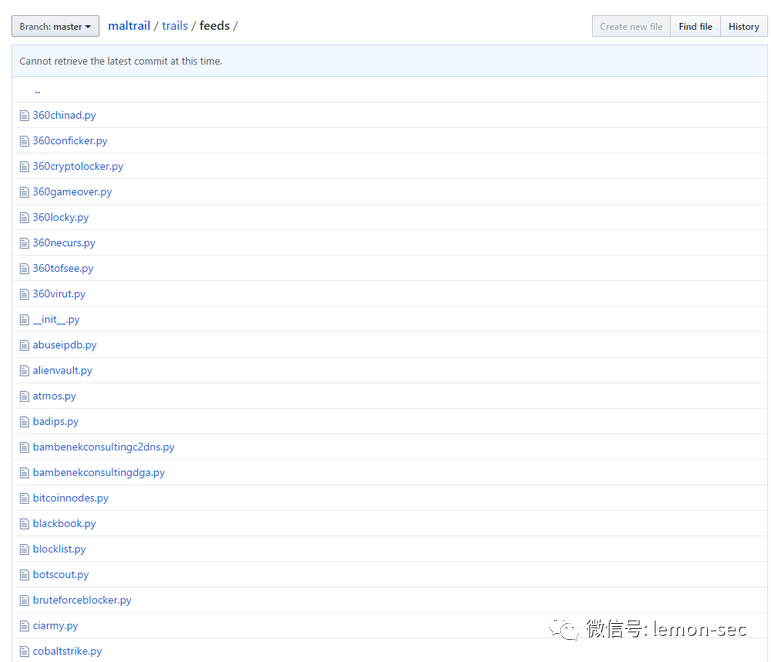 Branch: master maltrail / trails / feeds / Create new file Find file History
Cannot retrieve the latest commit at this time.
..
360chinad.py
360conficker.py
360cryptolocker.py
360gameover.py
360locky.py
360necurs.py
360tofsee.py
360virut.py
__init__.py
abuseipdb.py
alienvault.py
atmos.py
badips.py
bambenekconsultingc2dns.py
bambenekconsultingdga.py
bitcoinnodes.py
blackbook.py
blocklist.py
botscout.py
bruteforceblocker.py
ciarmy.py
微信号: lemon-sec
cobaltstrike.py